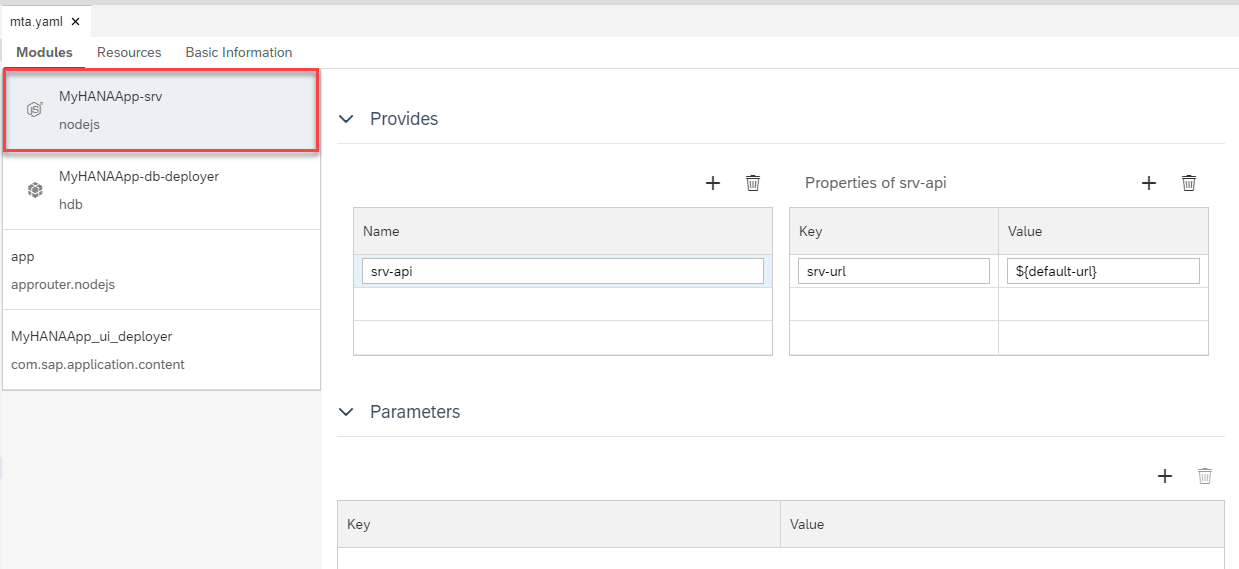 mta.yaml ×
Modules Resources Basic Information
MyHANAApp-srv
nodejs
MyHANAApp-db-deployer
hdb
app
approuter.nodejs
MyHANAApp_ui_deployer
com.sap.application.content
Provides
Properties of srv-api
Name
srv-api
Key Value
srv-url ${default-url}
Parameters
Key Value